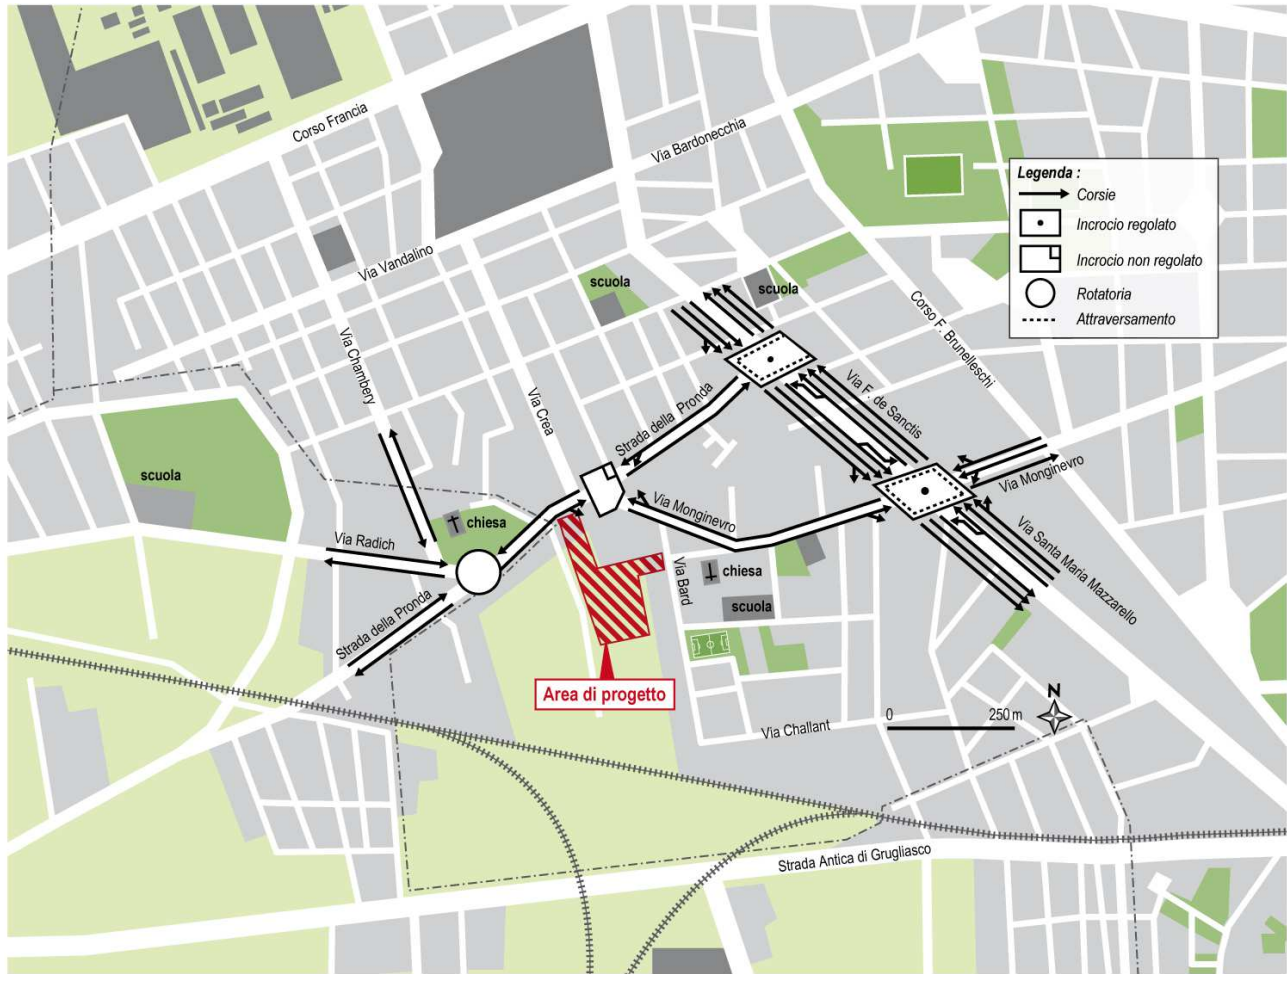 Corso Francia
Via Bardonecchia
Legenda :
Corsie
Incrocio regolato
Incrocio non regolato
Rotatoria
Attraversamento
Via Vandalino
scuola
scuola
Corso F. Brunelleschi
Via Chambery
Via Crea
Strada della Pronda
Via F. de Sanctis
scuola
Via Monginevro
Via Monginevro
chiesa
Via Radich
Via Santa Maria Mazzarello
chiesa
Via Bard
scuola
Strada della Pronda
Area di progetto
N
0 250 m
Via Challant
Strada Antica di Grugliasco